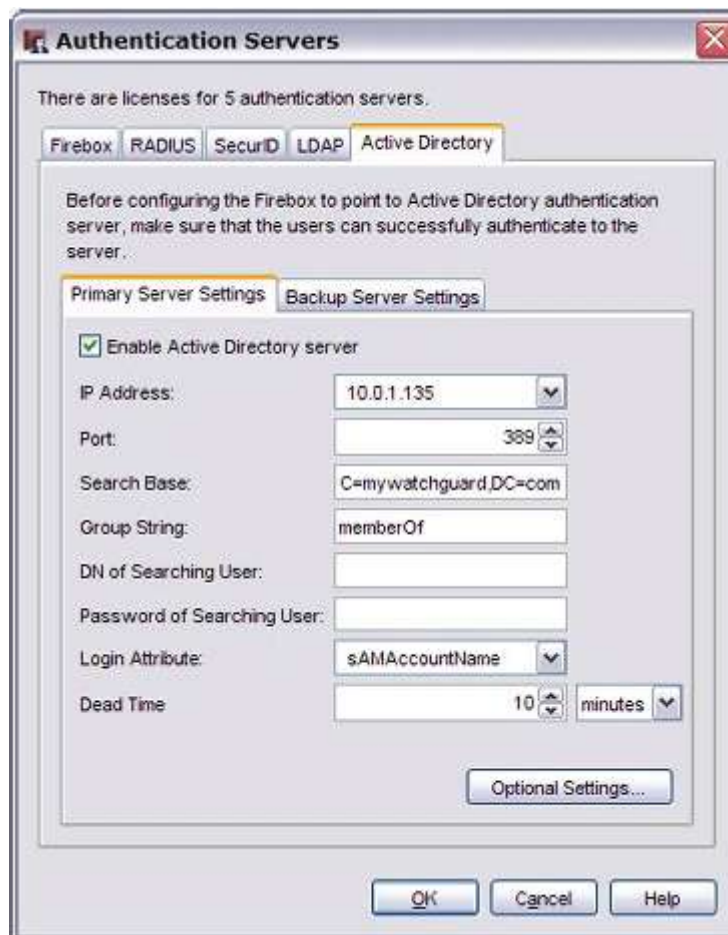 Authentication Servers
There are licenses for 5 authentication servers.
Firebox RADIUS SecurID LDAP Active Directory
Before configuring the Firebox to point to Active Directory authentication
server, make sure that the users can successfully authenticate to the
server.
Primary Server Settings Backup Server Settings
Enable Active Directory server
IP Address: 10.0.1.135
Port: 389
Search Base: C=mywatchguard,DC=com
Group String: memberOf
DN of Searching User:
Password of Searching User:
Login Attribute: sAMAccountName
Dead Time 10 minutes
Optional Settings...
OK Cancel Help